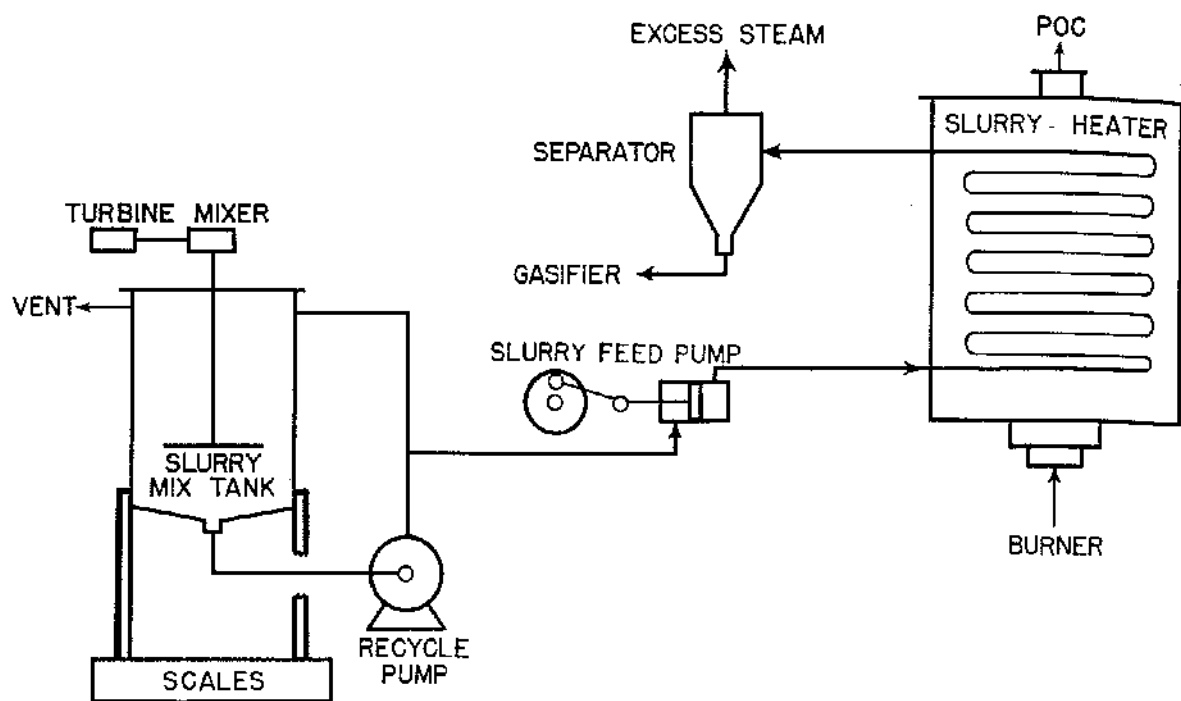 EXCESS STEAM
POC
SLURRY - HEATER
SEPARATOR
TURBINE MIXER
GASIFIER
VENT
SLURRY FEED PUMP
SLURRY
MIX TANK
BURNER
RECYCLE
PUMP
SCALES